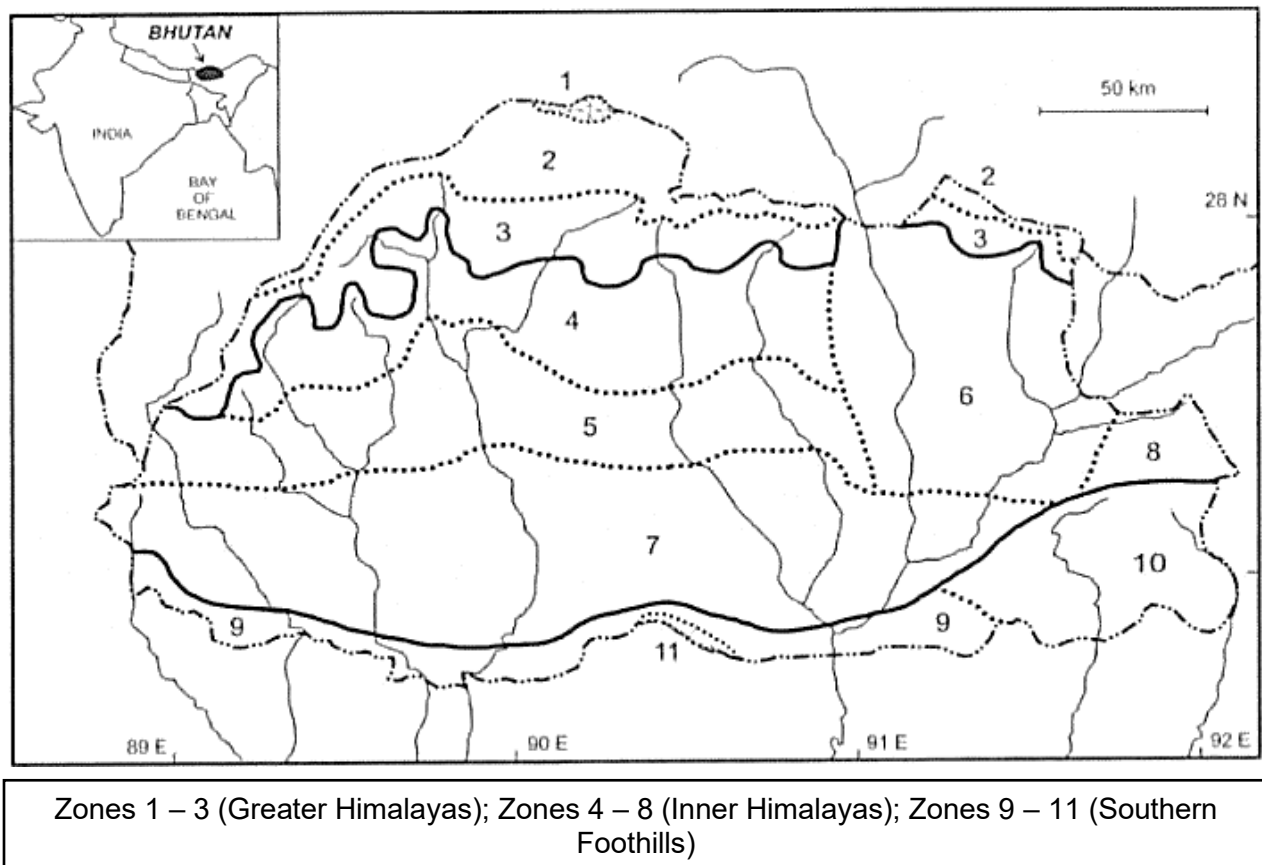 BHUTAN
INDIA
BAY
OF
BENGAL
1
50 km
2
2
28 N
3
3
4
6
5
8
7
10
9
9
11
89 E
90 E
91 E
92 E
Zones 1 – 3 (Greater Himalayas); Zones 4 – 8 (Inner Himalayas); Zones 9 – 11 (Southern
Foothills)